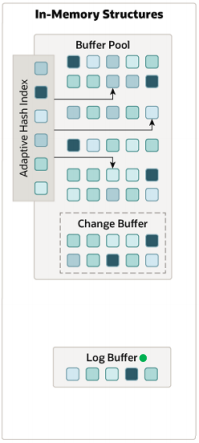 In-Memory Structures
Buffer Pool
Adaptive Hash Index
Change Buffer
Log Buffer